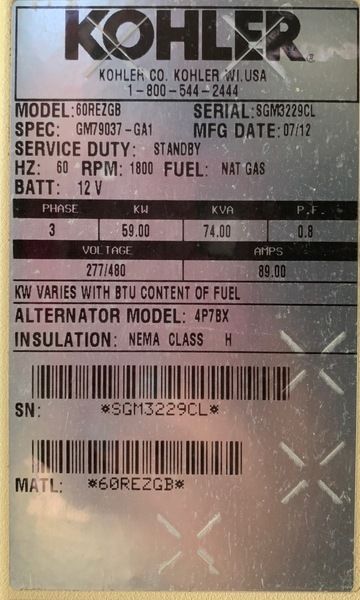 KOHLER®
KOHLER CO. KOHLER WI.USA
1-800-544-2444
MODEL: 60REZGB SERIAL: SGM3229CL
SPEC: GM79037-GA1 MFG DATE: 07/12
SERVICE DUTY: STANDBY
HZ: 60 RPM: 1800 FUEL: NAT GAS
BATT: 12 V
PHASE KW KVA P.F.
3 59.00 74.00 0.8
VOLTAGE AMPS
277/480 89.00
KW VARIES WITH BTU CONTENT OF FUEL
ALTERNATOR MODEL: 4P7BX
INSULATION: NEMA CLASS H
SN: *SGM3229CL*
MATL: *60REZGB*